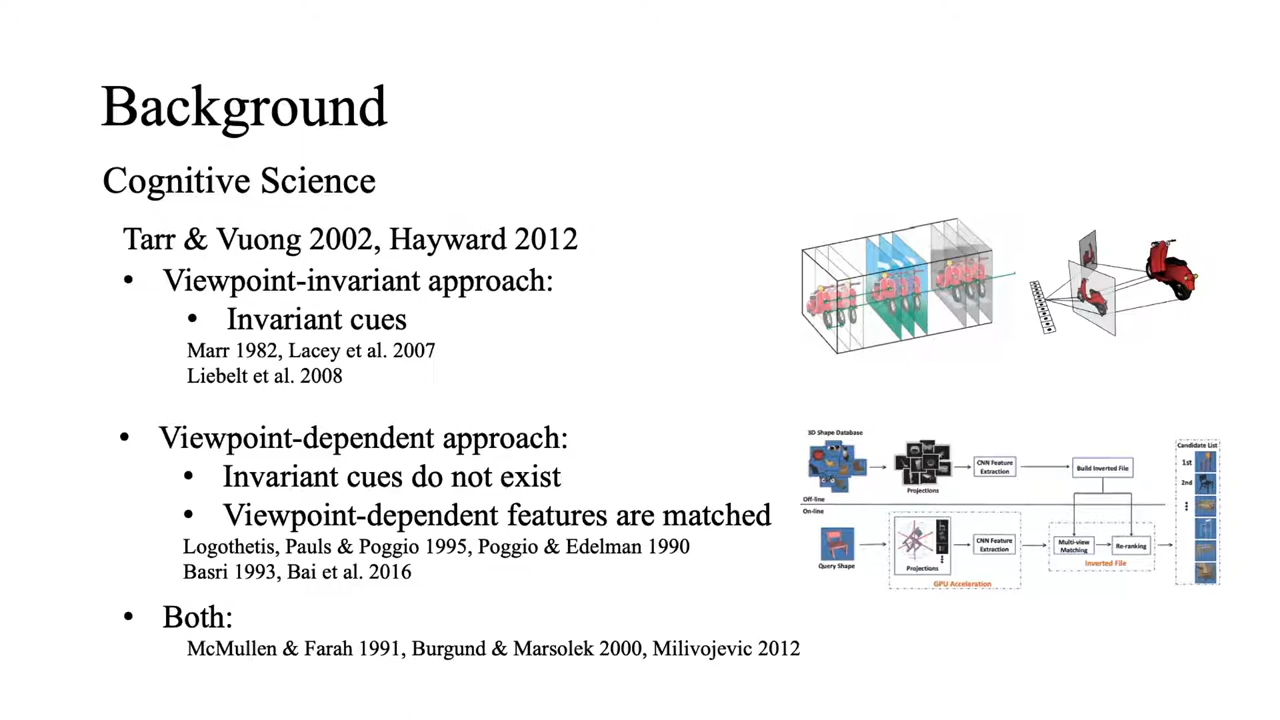 Background
Cognitive Science
Tarr & Vuong 2002, Hayward 2012
• Viewpoint-invariant approach:
• Invariant cues
Marr 1982, Lacey et al. 2007
Liebelt et al. 2008
• Viewpoint-dependent approach:
• Invariant cues do not exist
• Viewpoint-dependent features are matched
Logothetis, Pauls & Poggio 1995, Poggio & Edelman 1990
Basri 1993, Bai et al. 2016
• Both:
McMullen & Farah 1991, Burgund & Marsolek 2000, Milivojevic 2012
3D Shape Database
Projections
CNN Feature
Extraction
Build Inverted File
Candidate List
1st
2nd
Off-line
On-line
Query Shape
Projections
CNN Feature
Extraction
GPU Acceleration
Multi-view
Matching
Re-ranking
Inverted File